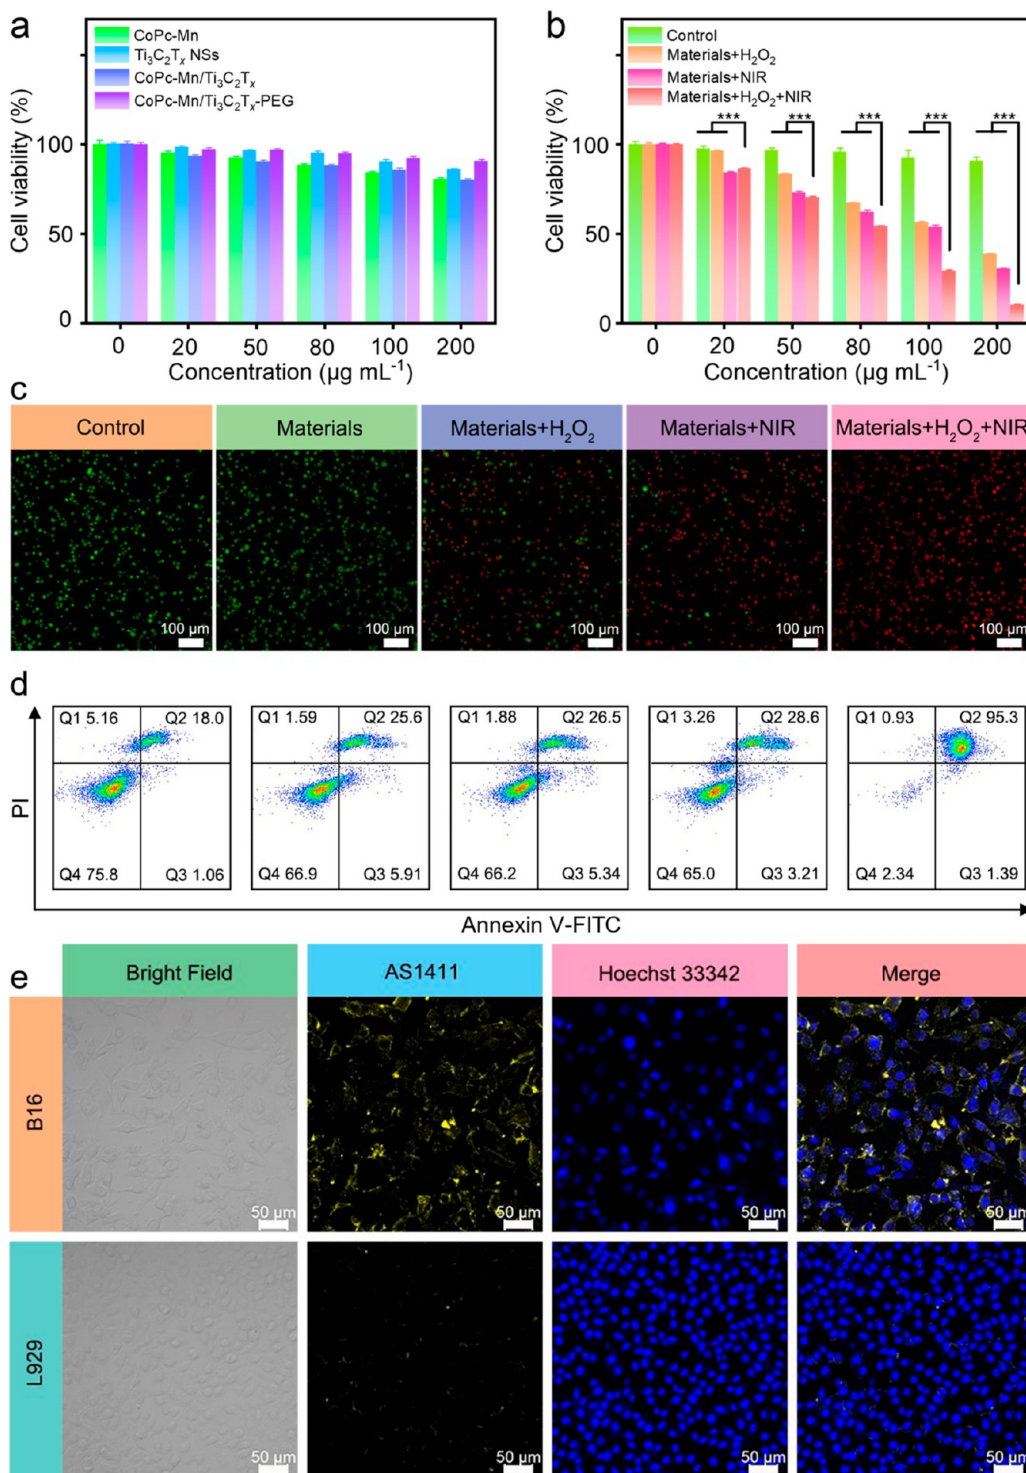 a
CoPc-Mn
Ti₃C₂Tₓ NSs
CoPc-Mn/Ti₃C₂Tₓ
CoPc-Mn/Ti₃C₂Tₓ-PEG
Cell viability (%)
100
50
0
0 20 50 80 100 200
Concentration (µg mL⁻¹)
b
Control
Materials+H₂O₂
Materials+NIR
Materials+H₂O₂+NIR
*** *** *** *** ***
Cell viability (%)
100
50
0
0 20 50 80 100 200
Concentration (µg mL⁻¹)
c
Control Materials Materials+H₂O₂ Materials+NIR Materials+H₂O₂+NIR
100 µm 100 µm 100 µm 100 µm 100 µm
d
Q1 5.16 Q2 18.0 Q1 1.59 Q2 25.6 Q1 1.88 Q2 26.5 Q1 3.26 Q2 28.6 Q1 0.93 Q2 95.3
PI
Q4 75.8 Q3 1.06 Q4 66.9 Q3 5.91 Q4 66.2 Q3 5.34 Q4 65.0 Q3 3.21 Q4 2.34 Q3 1.39
Annexin V-FITC
e
Bright Field AS1411 Hoechst 33342 Merge
B16
50 µm 50 µm 50 µm 50 µm
L929
50 µm 50 µm 50 µm 50 µm